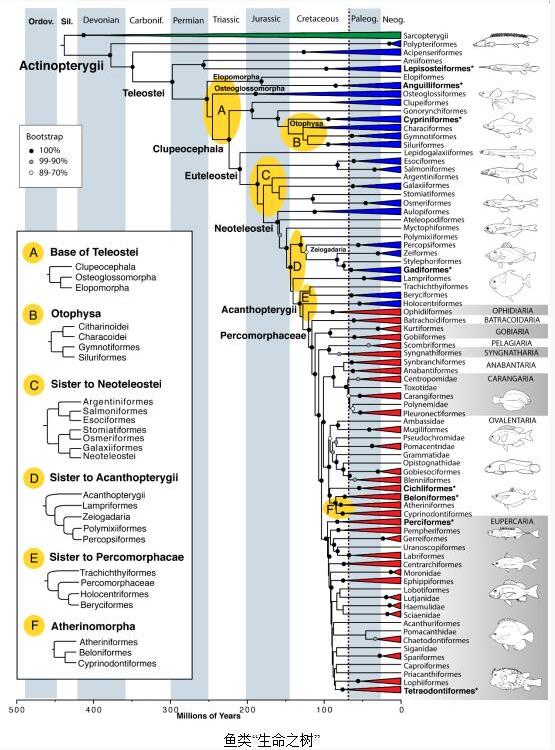 Ordov.
Sil.
Devonian
Carbonif.
Permian
Triassic
Jurassic
Cretaceous
Paleog.
Neog.
Sarcopterygii
Polypteriformes
Acipenseriformes
Amiiformes
Lepisosteiformes*
Elopiformes
Anguilliformes*
Osteoglossiformes
Clupeiformes
Gonorynchiformes
Cypriniformes*
Characiformes
Gymnotiformes
Siluriformes
Lepidogalaxiiformes
Esociformes
Salmoniformes
Argentiniformes
Galaxiiformes
Stomiatiformes
Osmeriformes
Aulopiformes
Ateleopodiformes
Myctophiformes
Polymixiiformes
Percopsiformes
Zeiformes
Stylephoriformes
Gadiformes*
Lampriformes
Trachichthyiformes
Beryciformes
Holocentriformes
Ophidiiformes
Batrachoidiformes
Kurtiformes
Gobiiformes
Scombriformes
Syngnathiformes
Synbranchiformes
Anabantiformes
Centropomidae
Toxotidae
Carangiformes
Polynemidae
Pleuronectiformes
Ambassidae
Mugiliformes
Pseudochromidae
Pomacentridae
Grammatidae
Opistognathidae
Gobiesociformes
Blenniiformes
Cichliformes*
Beloniformes*
Atheriniformes
Cyprinodontiformes
Perciformes*
Pempheriformes
Gerreiformes
Uranoscopiformes
Labriformes
Centrarchiformes
Moronidae
Ephippiformes
Lobotiformes
Lutjanidae
Haemulidae
Sciaenidae
Acanthuriformes
Pomacanthidae
Chaetodontiformes
Siganidae
Spariformes
Caproiformes
Priacanthiformes
Lophiiformes
Tetraodontiformes*
OPHIDIARIA
BATRACOIDARIA
GOBIARIA
PELAGIARIA
SYNGNATHARIA
ANABANTARIA
CARANGARIA
OVALENTARIA
EUPERCARIA
Actinopterygii
Teleostei
Elopomorpha
Osteoglossomorpha
A
Otophysa
B
Clupeocephala
Euteleostei
C
Neoteleostei
Zeiogadaria
D
E
Acanthopterygii
Percomorphaceae
F
Bootstrap
100%
99-90%
89-70%
A Base of Teleostei
Clupeocephala
Osteoglossomorpha
Elopomorpha
B Otophysa
Citharinoidei
Characoidei
Gymnotiformes
Siluriformes
C Sister to Neoteleostei
Argentiniformes
Salmoniformes
Esociformes
Stomiatiformes
Osmeriformes
Galaxiiformes
Neoteleostei
D Sister to Acanthopterygii
Acanthopterygii
Lampriformes
Zeiogadaria
Polymixiiformes
Percopsiformes
E Sister to Percomorphacae
Trachichthyiformes
Percomorphaceae
Holocentriformes
Beryciformes
F Atherinomorpha
Atheriniformes
Beloniformes
Cyprinodontiformes
500
400
300
200
100
0
Millions of Years
鱼类“生命之树”